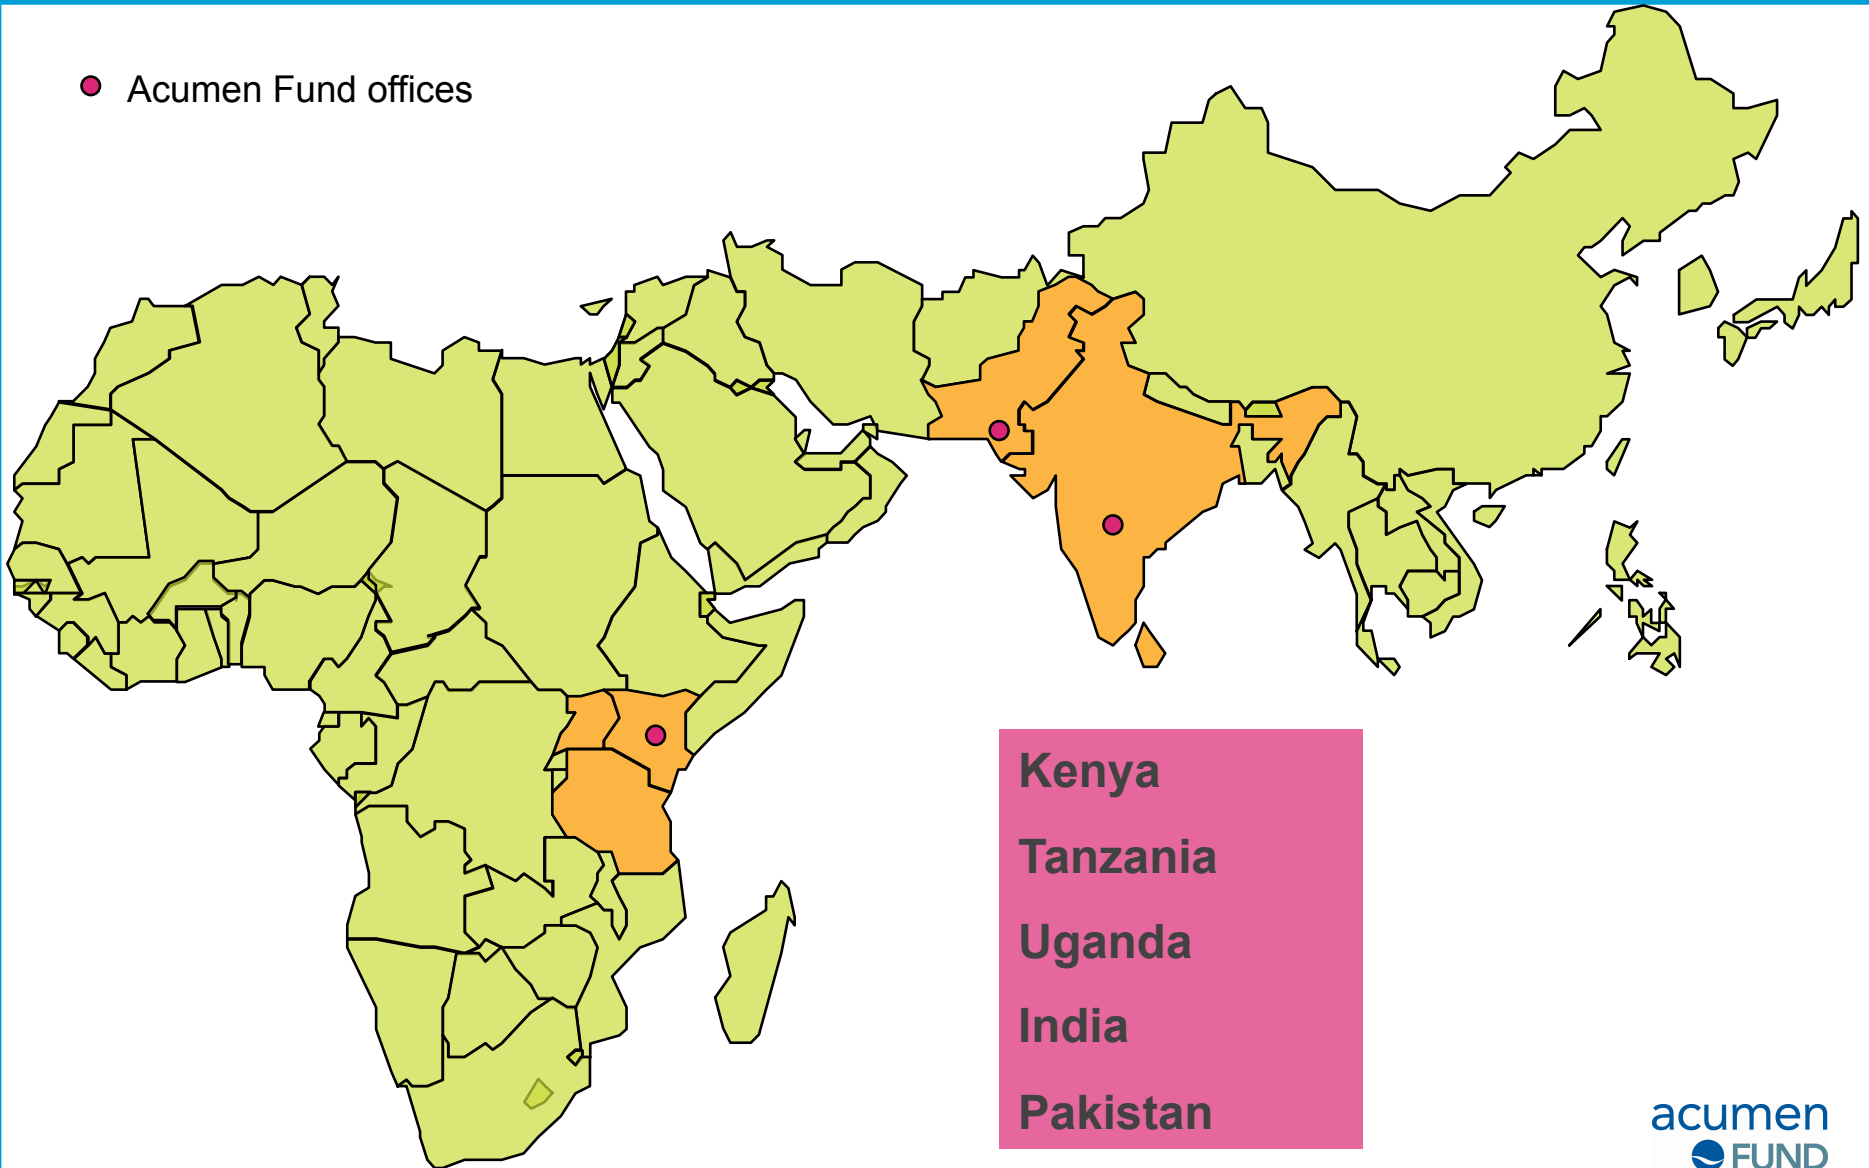 Acumen Fund offices
Kenya
Tanzania
Uganda
India
Pakistan
acumen
FUND